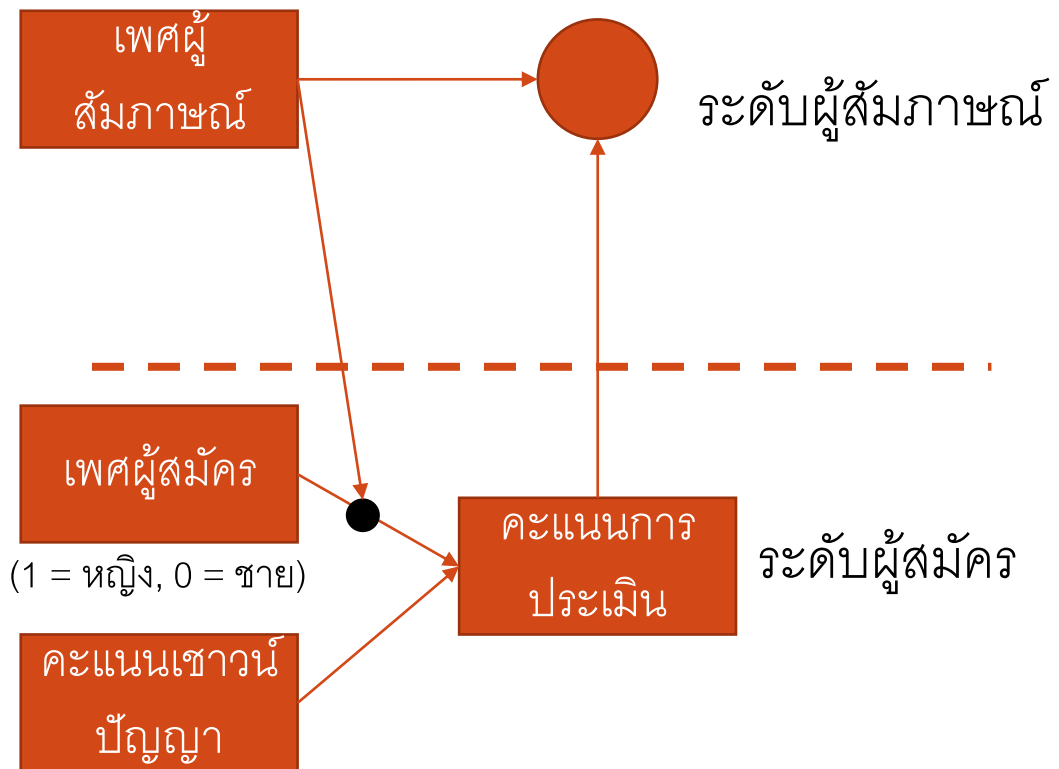 เพศผู้
สัมภาษณ์
ระดับผู้สัมภาษณ์
เพศผู้สมัคร
(1 = หญิง, 0 = ชาย)
คะแนนการ
ประเมิน
ระดับผู้สมัคร
คะแนนเชาวน์
ปัญญา